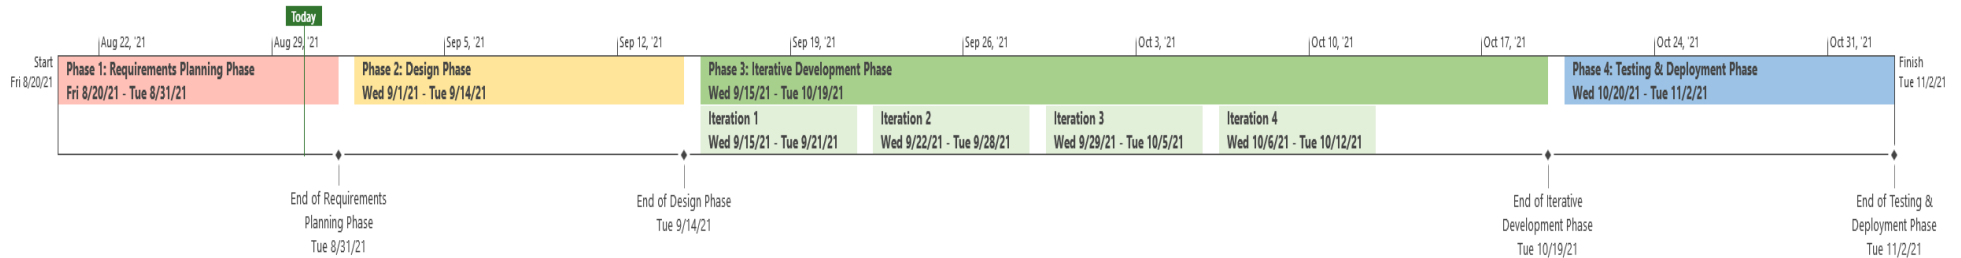 Today
Aug 22, '21
Aug 29, '21
Sep 5, '21
Sep 12, '21
Sep 19, '21
Sep 26, '21
Oct 3, '21
Oct 10, '21
Oct 17, '21
Oct 24, '21
Oct 31, '21
Start
Fri 8/20/21
Phase 1: Requirements Planning Phase
Fri 8/20/21 - Tue 8/31/21
Phase 2: Design Phase
Wed 9/1/21 - Tue 9/14/21
Phase 3: Iterative Development Phase
Wed 9/15/21 - Tue 10/19/21
Phase 4: Testing & Deployment Phase
Wed 10/20/21 - Tue 11/2/21
Finish
Tue 11/2/21
Iteration 1
Wed 9/15/21 - Tue 9/21/21
Iteration 2
Wed 9/22/21 - Tue 9/28/21
Iteration 3
Wed 9/29/21 - Tue 10/5/21
Iteration 4
Wed 10/6/21 - Tue 10/12/21
End of Requirements
Planning Phase
Tue 8/31/21
End of Design Phase
Tue 9/14/21
End of Iterative
Development Phase
Tue 10/19/21
End of Testing &
Deployment Phase
Tue 11/2/21